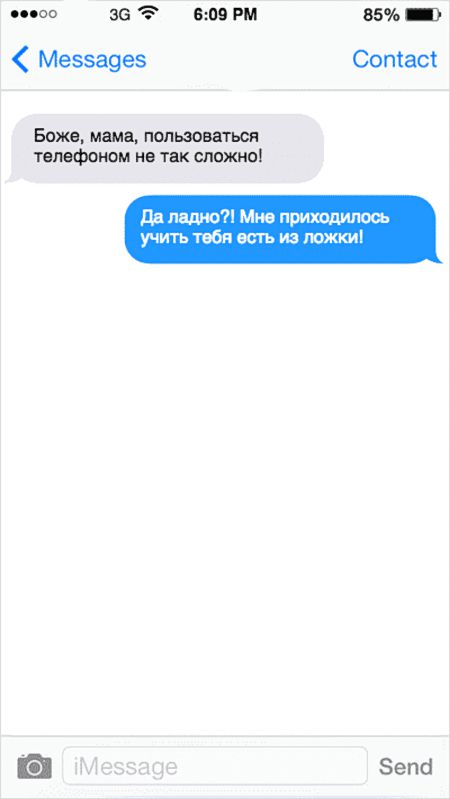 3G 6:09 PM 85%
Messages Contact
Боже, мама, пользоваться
телефоном не так сложно!
Да ладно?! Мне приходилось
учить тебя есть из ложки!
iMessage Send